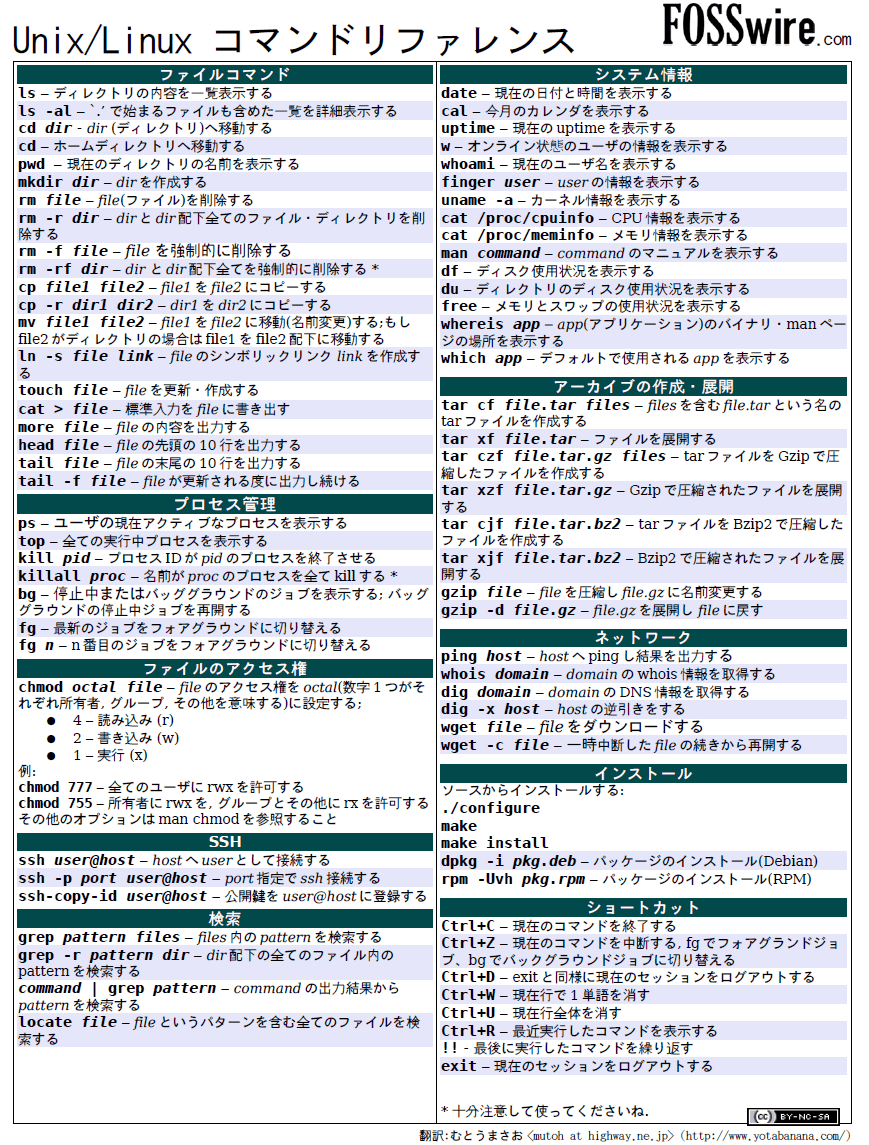 Unix/Linux コマンドリファレンス
FOSSwire.com
ファイルコマンド
ls – ディレクトリの内容を一覧表示する
ls -al – `.’ で始まるファイルも含めた一覧を詳細表示する
cd dir - dir (ディレクトリ)へ移動する
cd – ホームディレクトリへ移動する
pwd – 現在のディレクトリの名前を表示する
mkdir dir – dir を作成する
rm file – file(ファイル)を削除する
rm -r dir – dir と dir 配下全てのファイル・ディレクトリを削
除する
rm -f file – file を強制的に削除する
rm -rf dir – dir と dir 配下全てを強制的に削除する *
cp file1 file2 – file1 を file2 にコピーする
cp -r dir1 dir2 – dir1 を dir2 にコピーする
mv file1 file2 – file1 を file2 に移動(名前変更)する;もし
file2 がディレクトリの場合は file1 を file2 配下に移動する
ln -s file link – file のシンボリックリンク link を作成す
る
touch file – file を更新・作成する
cat > file – 標準入力を file に書き出す
more file – file の内容を出力する
head file – file の先頭の 10 行を出力する
tail file – file の末尾の 10 行を出力する
tail -f file – file が更新される度に出力し続ける
プロセス管理
ps – ユーザの現在アクティブなプロセスを表示する
top – 全ての実行中プロセスを表示する
kill pid – プロセス ID が pid のプロセスを終了させる
killall proc – 名前が proc のプロセスを全て kill する *
bg – 停止中またはバッググラウンドのジョブを表示する; バッググ
グラウンドの停止中ジョブを再開する
fg – 最新のジョブをフォアグラウンドに切り替える
fg n – n 番目のジョブをフォアグラウンドに切り替える
ファイルのアクセス権
chmod octal file – file のアクセス権を octal(数字 1 つがそ
れぞれ所有者, グループ, その他を意味する)に設定する;
● 4 – 読み込み (r)
● 2 – 書き込み (w)
● 1 – 実行 (x)
例:
chmod 777 – 全てのユーザに rwx を許可する
chmod 755 – 所有者に rwx を, グループとその他に rx を許可する
その他のオプションは man chmod を参照すること
SSH
ssh user@host – host へ user として接続する
ssh -p port user@host – port 指定で ssh 接続する
ssh-copy-id user@host – 公開鍵を user@host に登録する
検索
grep pattern files – files 内の pattern を検索する
grep -r pattern dir – dir 配下の全てのファイル内の
pattern を検索する
command | grep pattern – command の出力結果から
pattern を検索する
locate file – file というパターンを含む全てのファイルを検
索する
システム情報
date – 現在の日付と時間を表示する
cal – 今月のカレンダを表示する
uptime – 現在の uptime を表示する
w – オンライン状態のユーザの情報を表示する
whoami – 現在のユーザ名を表示する
finger user – user の情報を表示する
uname -a – カーネル情報を表示する
cat /proc/cpuinfo – CPU 情報を表示する
cat /proc/meminfo – メモリ情報を表示する
man command – command のマニュアルを表示する
df – ディスク使用状況を表示する
du – ディレクトリのディスク使用状況を表示する
free – メモリとスワップの使用状況を表示する
whereis app – app(アプリケーション)のバイナリ・man ペー
ジの場所を表示する
which app – デフォルトで使用される app を表示する
アーカイブの作成・展開
tar cf file.tar files – files を含む file.tar という名の
tar ファイルを作成する
tar xf file.tar – ファイルを展開する
tar czf file.tar.gz files – tar ファイルを Gzip で圧
縮したファイルを作成する
tar xzf file.tar.gz – Gzip で圧縮されたファイルを展開
する
tar cjf file.tar.bz2 – tar ファイルを Bzip2 で圧縮した
ファイルを作成する
tar xjf file.tar.bz2 – Bzip2 で圧縮されたファイルを展
開する
gzip file – file を圧縮し file.gz に名前変更する
gzip -d file.gz – file.gz を展開し file に戻す
ネットワーク
ping host – host へ ping し結果を出力する
whois domain – domain の whois 情報を取得する
dig domain – domain の DNS 情報を取得する
dig -x host – host の逆引きをする
wget file – file をダウンロードする
wget -c file – 一時中断した file の続きから再開する
インストール
ソースからインストールする:
./configure
make
make install
dpkg -i pkg.deb – パッケージのインストール(Debian)
rpm -Uvh pkg.rpm – パッケージのインストール(RPM)
ショートカット
Ctrl+C – 現在のコマンドを終了する
Ctrl+Z – 現在のコマンドを中断する, fg でフォアグランドジョ
ブ、bg でバックグラウンドジョブに切り替える
Ctrl+D – exit と同様に現在のセッションをログアウトする
Ctrl+W – 現在行で 1 単語を消す
Ctrl+U – 現在行全体を消す
Ctrl+R – 最近実行したコマンドを表示する
!! - 最後に実行したコマンドを繰り返す
exit – 現在のセッションをログアウトする
* 十分注意して使ってくださいね.
cc BY-NC-SA
翻訳:むとうまさお <mutoh at highway.ne.jp> (http://www.yotabanana.com/)